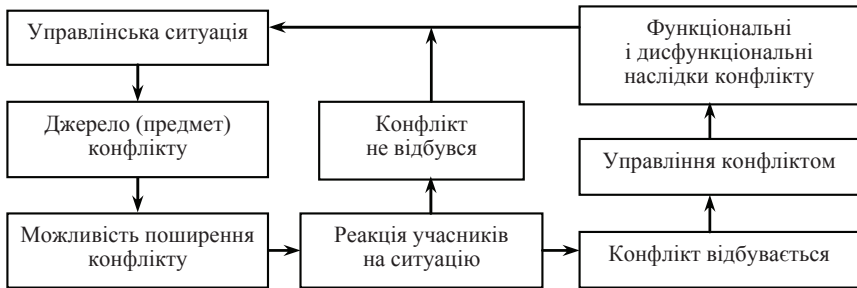 Управлінська ситуація
Джерело (предмет)
конфлікту
Можливість поширення
конфлікту
Конфлікт
не відбувся
Реакція учасників
на ситуацію
Функціональні
і дисфункціональні
наслідки конфлікту
Управління конфліктом
Конфлікт відбувається